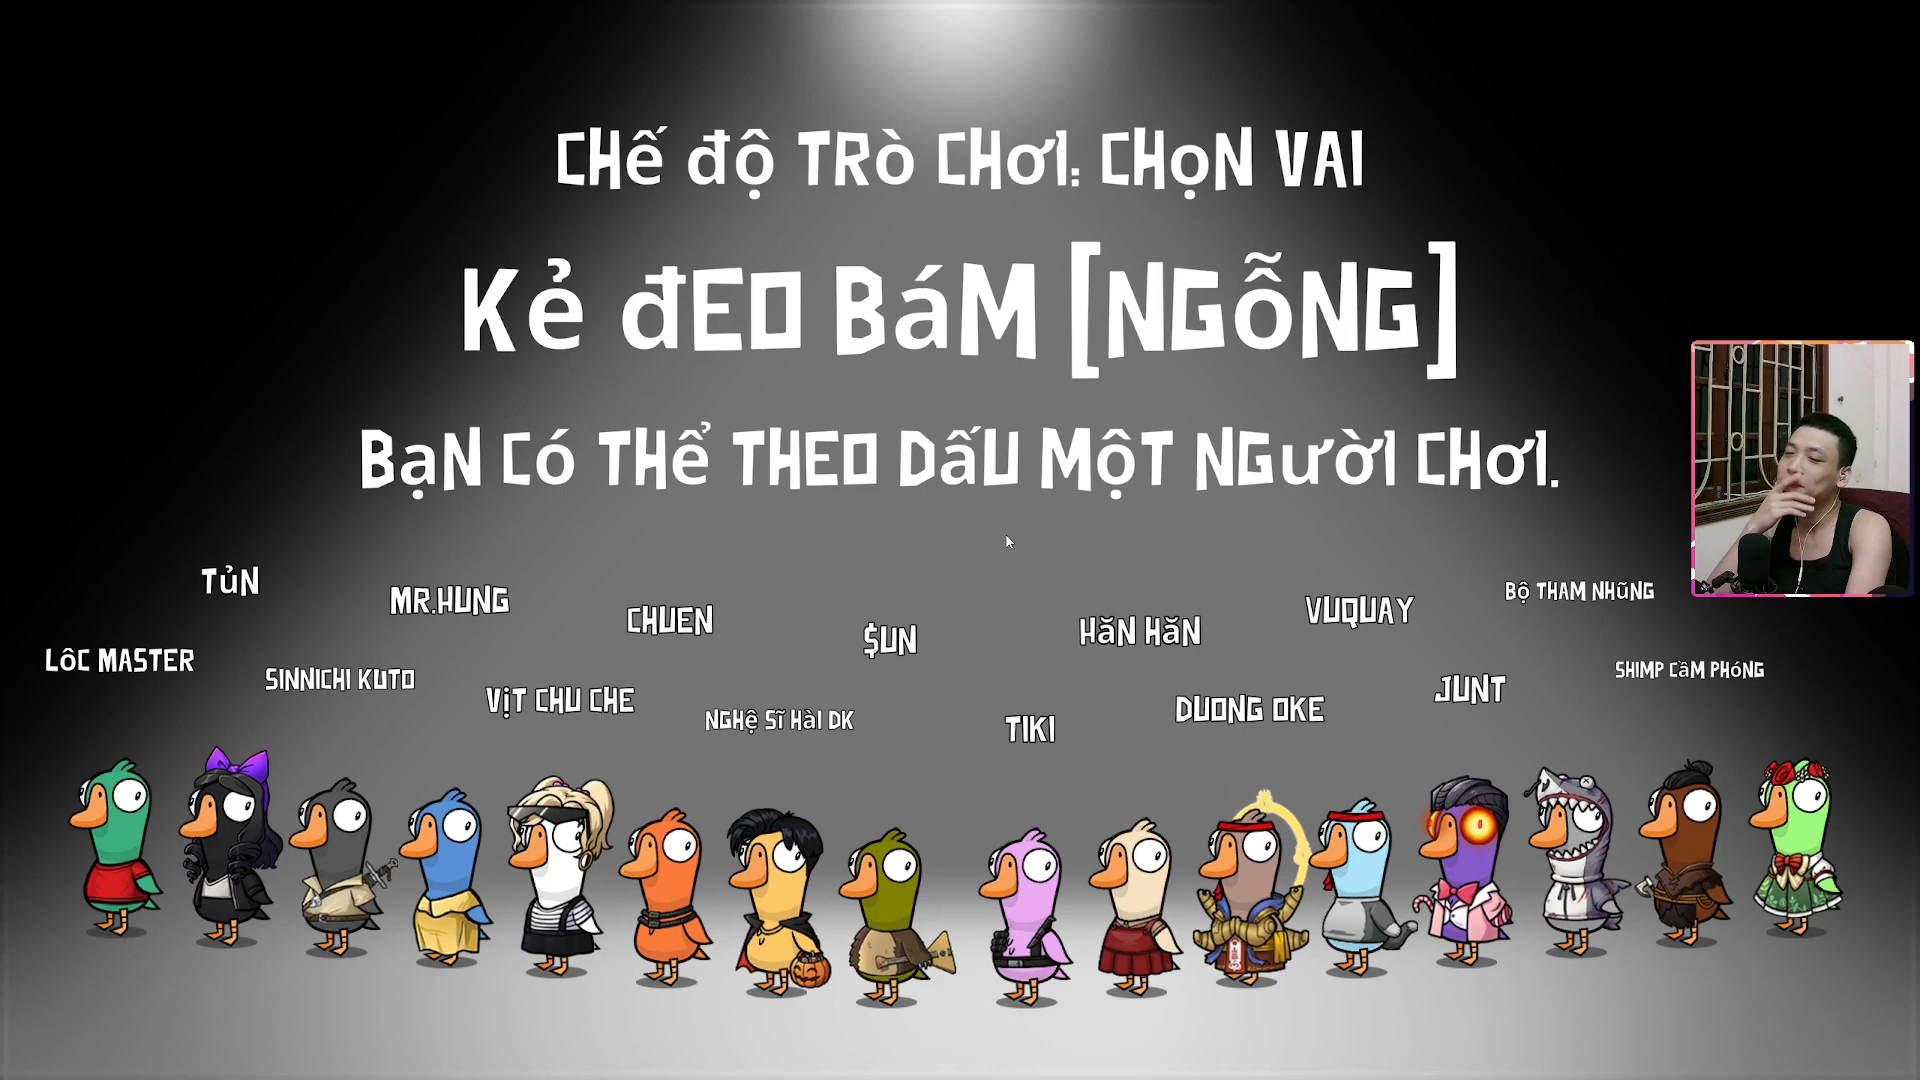 CHẾ ĐỘ TRÒ CHƠI: CHỌN VAI
KẺ ĐEO BÁM [NGỖNG]
BẠN CÓ THỂ THEO DẤU MỘT NGƯỜI CHƠI.
TỦN
MR.HUNG
CHUEN
$UN
HĂN HĂN
VUQUAY
BỘ THAM NHŨNG
LÔC MASTER
SINNICHI KUTO
VỊT CHU CHE
NGHỆ SĨ HÀI DK
TIKI
DUONG OKE
JUNT
SHIMP CẦM PHÓNG